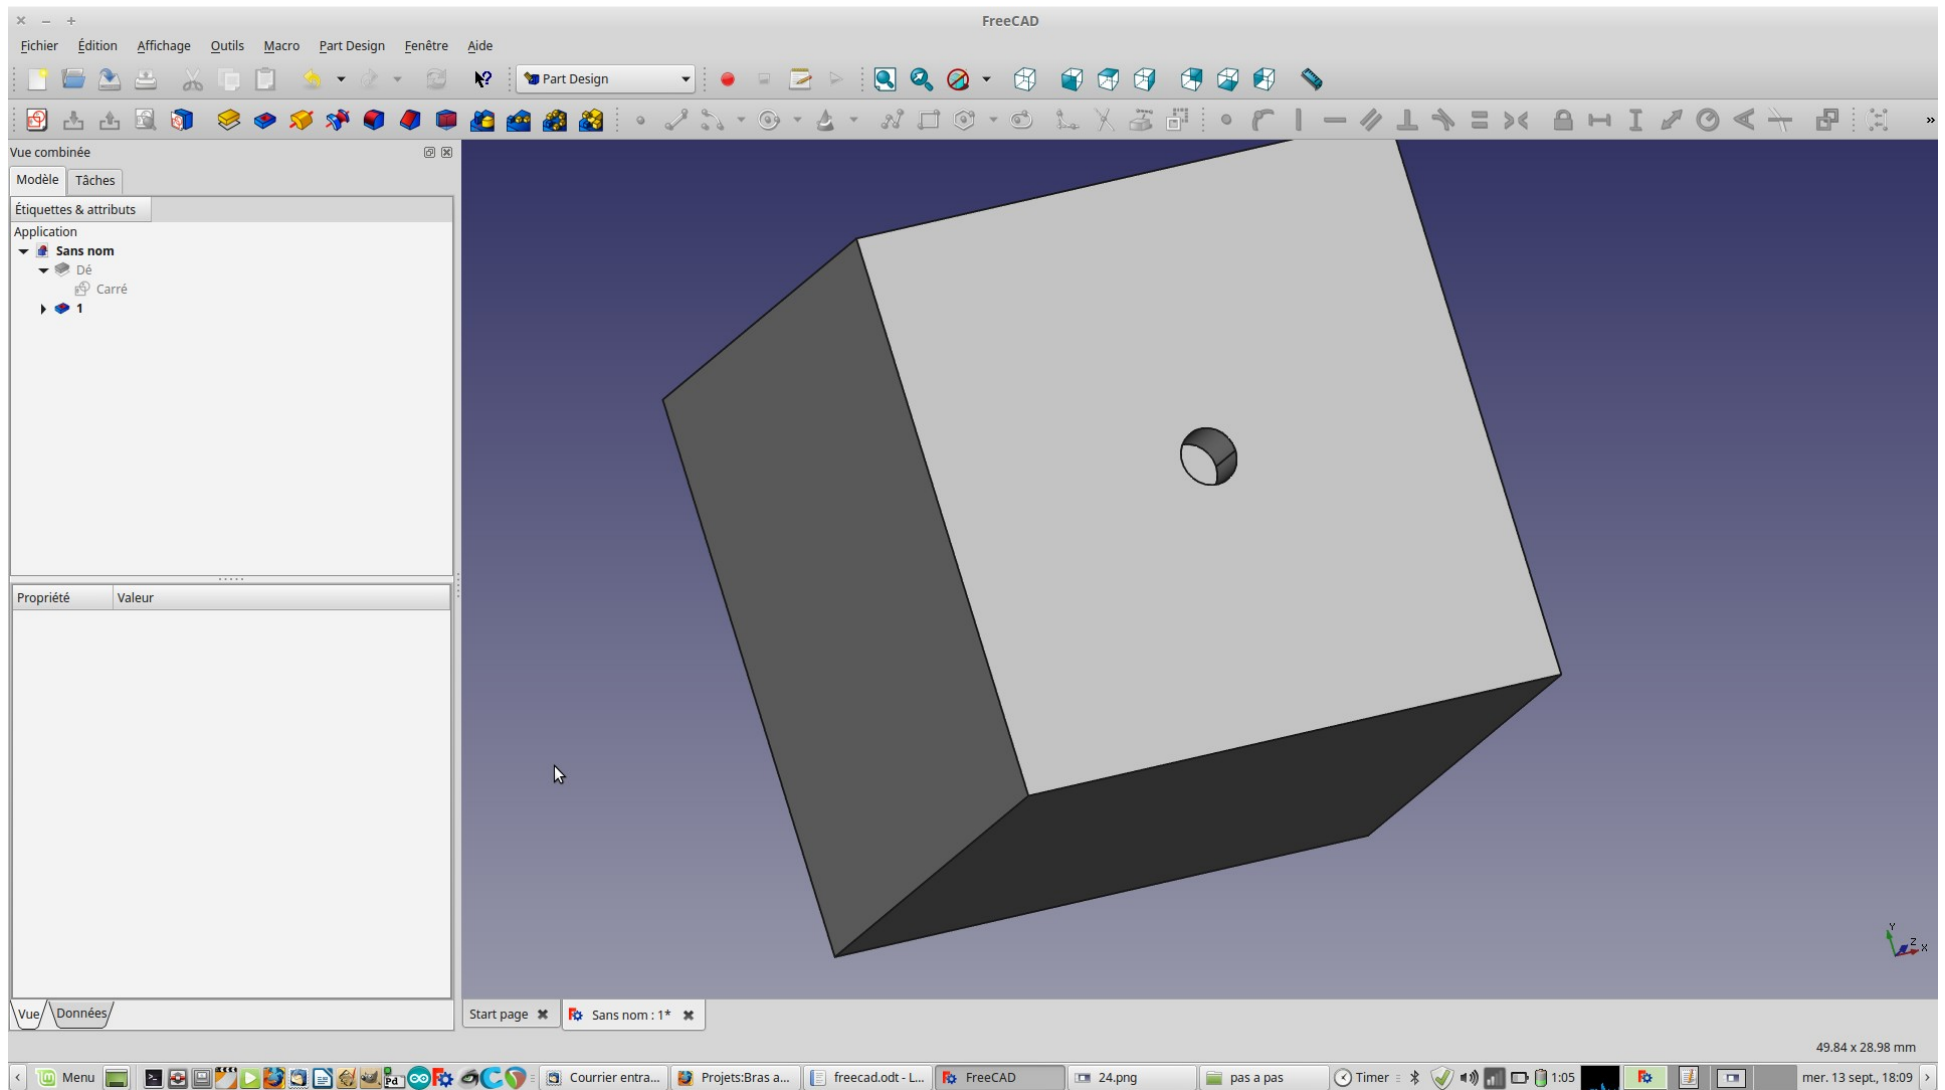 FreeCAD
Fichier Édition Affichage Outils Macro Part Design Fenêtre Aide
Part Design
Vue combinée
Modèle Tâches
Étiquettes & attributs
Application
Sans nom
Dé
Carré
1
Propriété Valeur
Y
Z
X
Vue Données
Start page Sans nom : 1*
49.84 x 28.98 mm
Menu Pd Courrier entra... Projets:Bras a... freecad.odt - L... FreeCAD 24.png pas a pas Timer 1:05 mer. 13 sept., 18:09